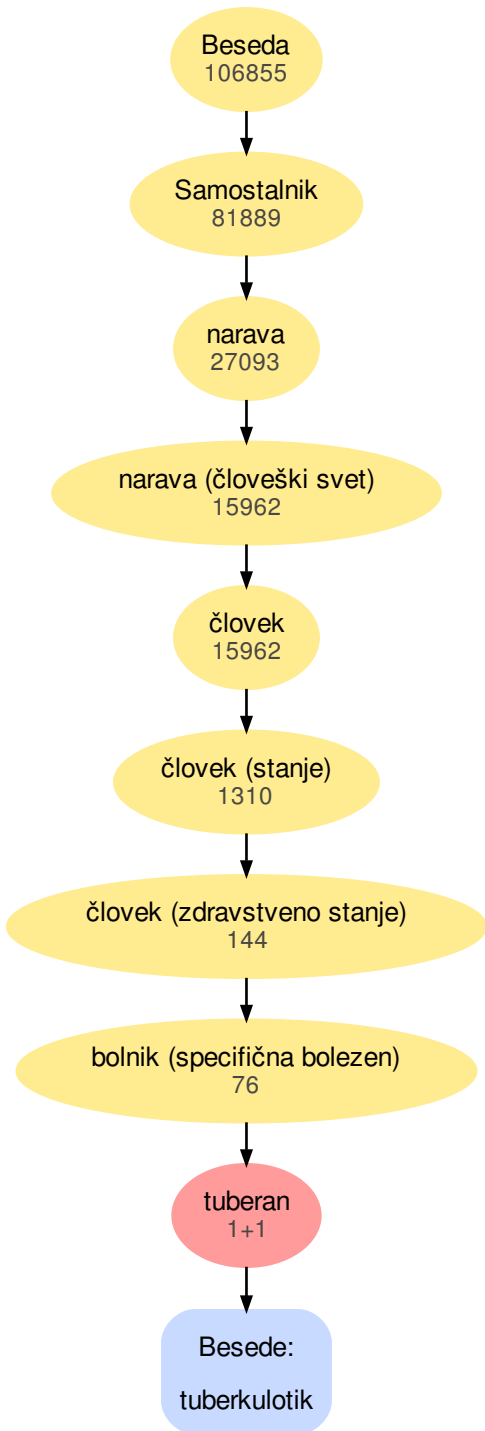 Beseda
106855
Samostalnik
81889
narava
27093
narava (človeški svet)
15962
človek
15962
človek (stanje)
1310
človek (zdravstveno stanje)
144
bolnik (specifična bolezen)
76
tuberan
1+1
Besede:
tuberkulotik